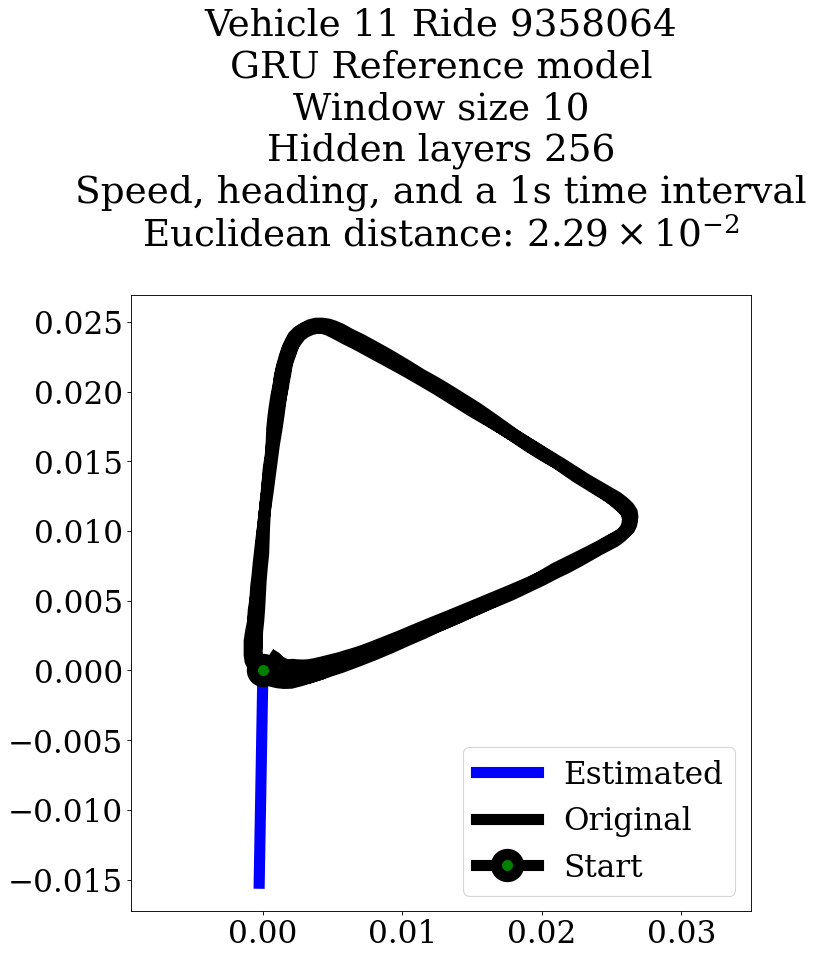 Vehicle 11 Ride 9358064
GRU Reference model
Window size 10
Hidden layers 256
Speed, heading, and a 1s time interval
Euclidean distance: 2.29 × 10⁻²
0.025
0.020
0.015
0.010
0.005
0.000
−0.005
−0.010
−0.015
Estimated
Original
Start
0.00 0.01 0.02 0.03